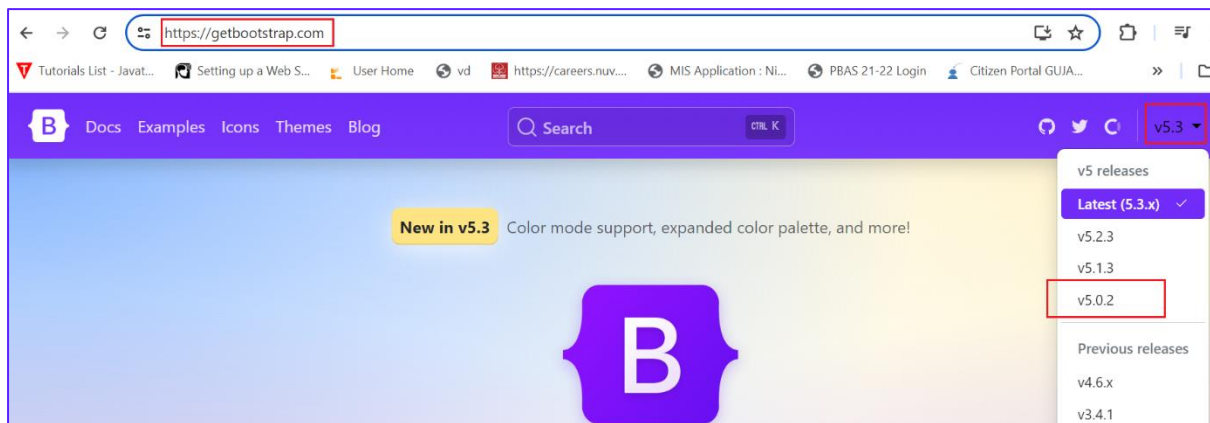 https://getbootstrap.com
Tutorials List - Javat... Setting up a Web S... User Home vd https://careers.nuv.... MIS Application : Ni... PBAS 21-22 Login Citizen Portal GUJA... »
B Docs Examples Icons Themes Blog Search CTRL K v5.3
v5 releases
Latest (5.3.x)
New in v5.3 Color mode support, expanded color palette, and more!
v5.2.3
v5.1.3
v5.0.2
B
Previous releases
v4.6.x
v3.4.1